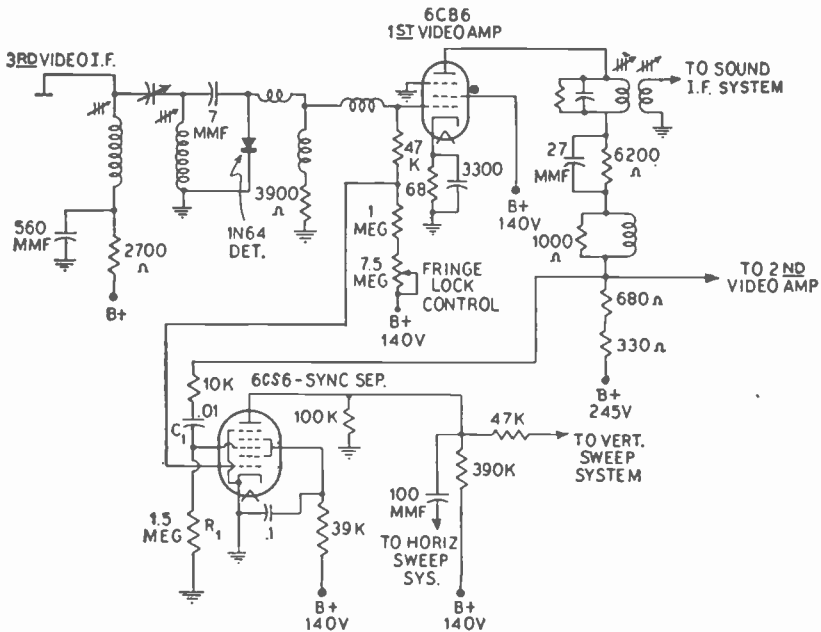 6CB6
1ST VIDEO AMP
3RD VIDEO I.F.
TO SOUND
I.F. SYSTEM
7
MMF
47
K
3300
68
27
MMF
6200
Ω
3900
Ω
1N64
DET.
560
MMF
2700
Ω
B+
1
MEG
7.5
MEG
FRINGE
LOCK
CONTROL
B+
140V
B+
140V
1000
Ω
TO 2ND
VIDEO AMP
680Ω
330Ω
B+
245V
10K
6CS6-SYNC SEP.
.01
C1
100K
47K
TO VERT.
SWEEP
SYSTEM
390K
100
MMF
TO HORIZ
SWEEP
SYS.
1.5
MEG
R1
.1
39K
B+
140V
B+
140V